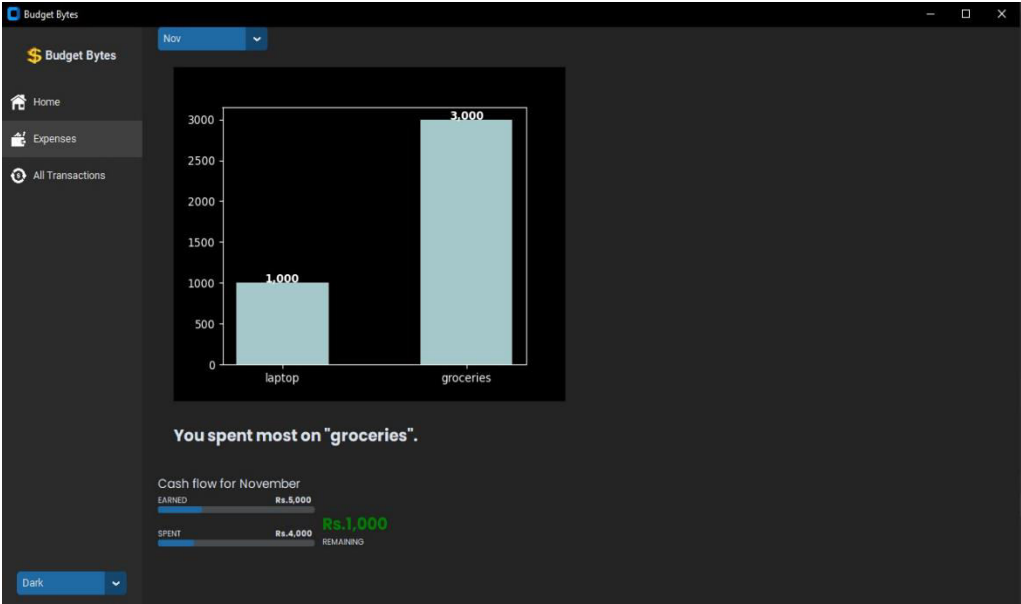 Budget Bytes
Budget Bytes
Home
Expenses
All Transactions
Dark
Nov
3000
2500
2000
1500
1000
500
0
1,000
3,000
laptop groceries
You spent most on "groceries".
Cash flow for November
EARNED Rs.5,000
SPENT Rs.4,000
Rs.1,000
REMAINING